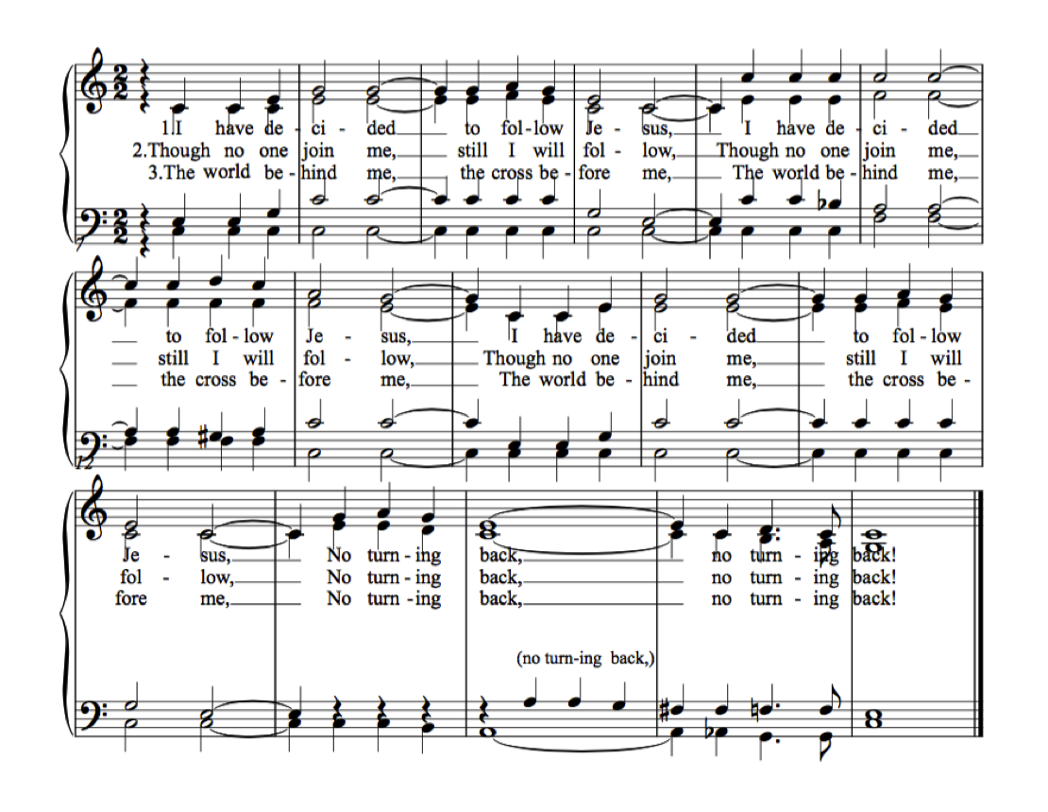 1.I have de - ci - ded to fol-low Je - sus, I have de - ci - ded
2.Though no one join me, still I will fol - low, Though no one join me,
3.The world be - hind me, the cross be - fore me, The world be - hind me,
7
to fol - low Je - sus, I have de - ci - ded to fol - low
still I will fol - low, Though no one join me, still I will
the cross be - fore me, The world be - hind me, the cross be -
12
Je - sus, No turn - ing back, no turn - ing back!
fol - low, No turn - ing back, no turn - ing back!
fore me, No turn - ing back, no turn - ing back!
(no turn-ing back,)